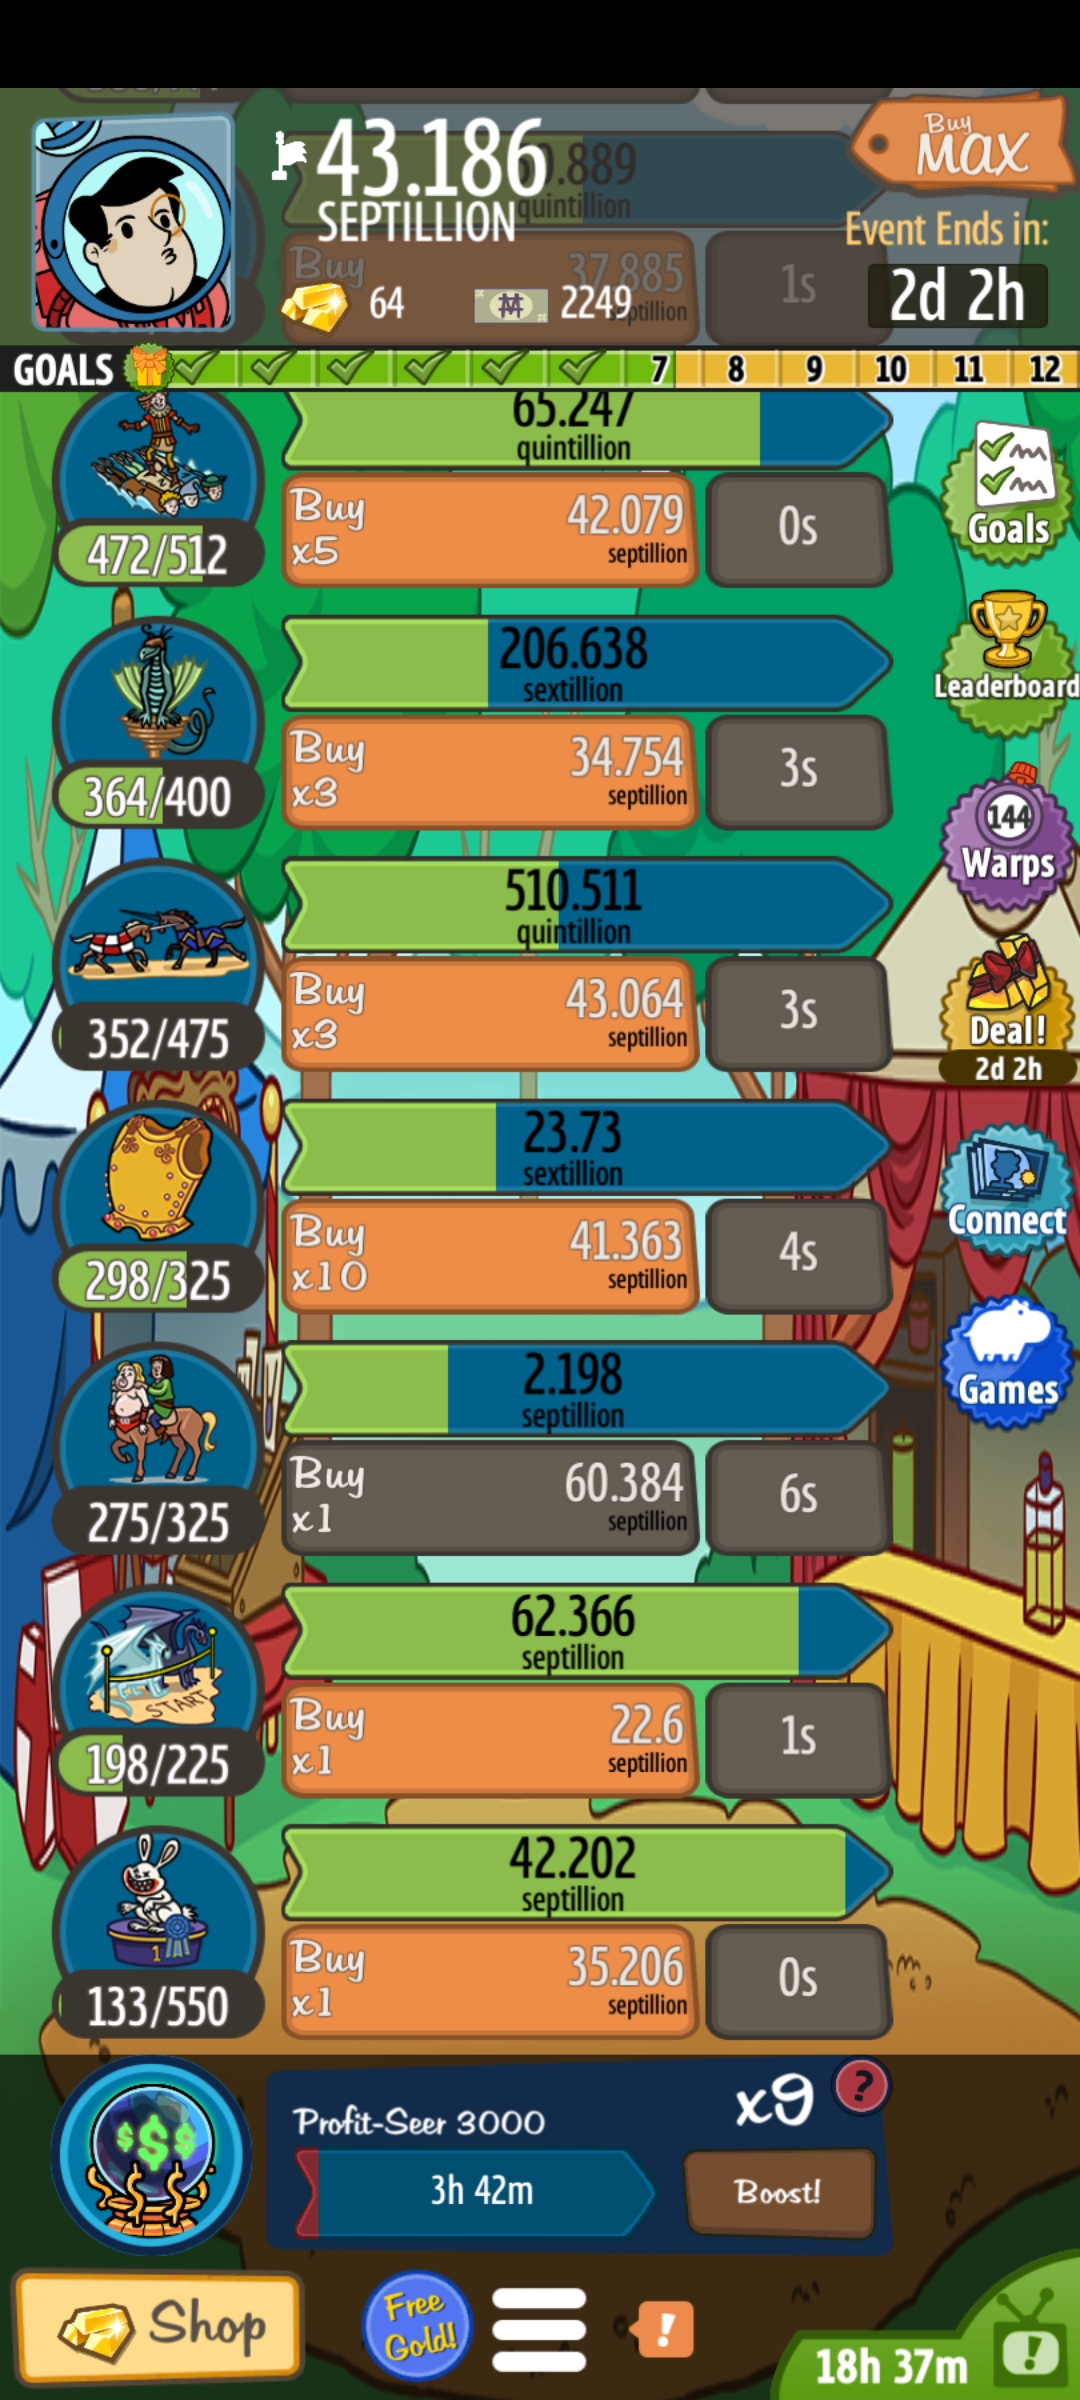 43.186
SEPTILLION
Buy
MAX
.889
quintillion
Event Ends in:
2d 2h
Buy
37.885
septillion
1s
64
2249
GOALS
7 8 9 10 11 12
65.247
quintillion
472/512
Buy
x5
42.079
septillion
0s
Goals
206.638
sextillion
364/400
Buy
x3
34.754
septillion
3s
Leaderboard
144
Warps
510.511
quintillion
352/475
Buy
x3
43.064
septillion
3s
Deal!
2d 2h
23.73
sextillion
298/325
Buy
x10
41.363
septillion
4s
Connect
2.198
septillion
275/325
Buy
x1
60.384
septillion
6s
Games
62.366
septillion
START
198/225
Buy
x1
22.6
septillion
1s
42.202
septillion
1
133/550
Buy
x1
35.206
septillion
0s
$$$
Profit-Seer 3000
x9
?
3h 42m
Boost!
Shop
Free
Gold!
!
18h 37m
!